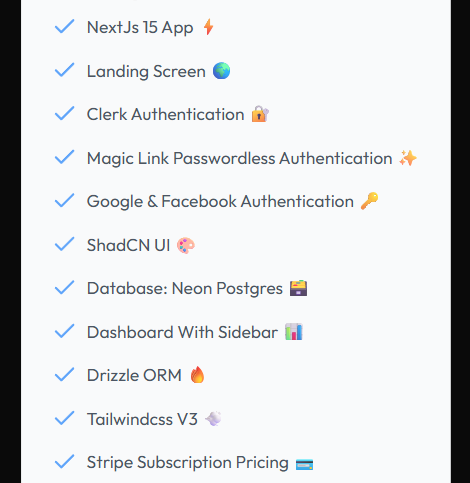 NextJs 15 App ⚡
Landing Screen 🌍
Clerk Authentication 🔐
Magic Link Passwordless Authentication ✨
Google & Facebook Authentication 🔑
ShadCN UI 🎨
Database: Neon Postgres 🗃️
Dashboard With Sidebar 📊
Drizzle ORM 🔥
Tailwindcss V3 💨
Stripe Subscription Pricing 💳